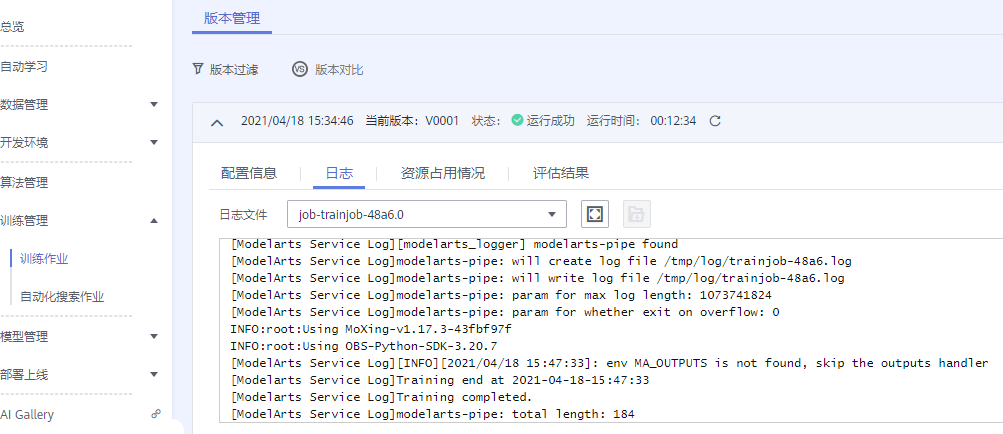 总览
自动学习
数据管理
开发环境
算法管理
训练管理
训练作业
自动化搜索作业
模型管理
部署上线
AI Gallery
版本管理
版本过滤
VS 版本对比
2021/04/18 15:34:46 当前版本: V0001 状态: 运行成功 运行时间: 00:12:34
配置信息 日志 资源占用情况 评估结果
日志文件 job-trainjob-48a6.0
[Modelarts Service Log][modelarts_logger] modelarts-pipe found
[ModelArts Service Log]modelarts-pipe: will create log file /tmp/log/trainjob-48a6.log
[ModelArts Service Log]modelarts-pipe: will write log file /tmp/log/trainjob-48a6.log
[ModelArts Service Log]modelarts-pipe: param for max log length: 1073741824
[ModelArts Service Log]modelarts-pipe: param for whether exit on overflow: 0
INFO:root:Using MoXing-v1.17.3-43fbf97f
INFO:root:Using OBS-Python-SDK-3.20.7
[ModelArts Service Log][INFO][2021/04/18 15:47:33]: env MA_OUTPUTS is not found, skip the outputs handler
[ModelArts Service Log]Training end at 2021-04-18-15:47:33
[ModelArts Service Log]Training completed.
[ModelArts Service Log]modelarts-pipe: total length: 184